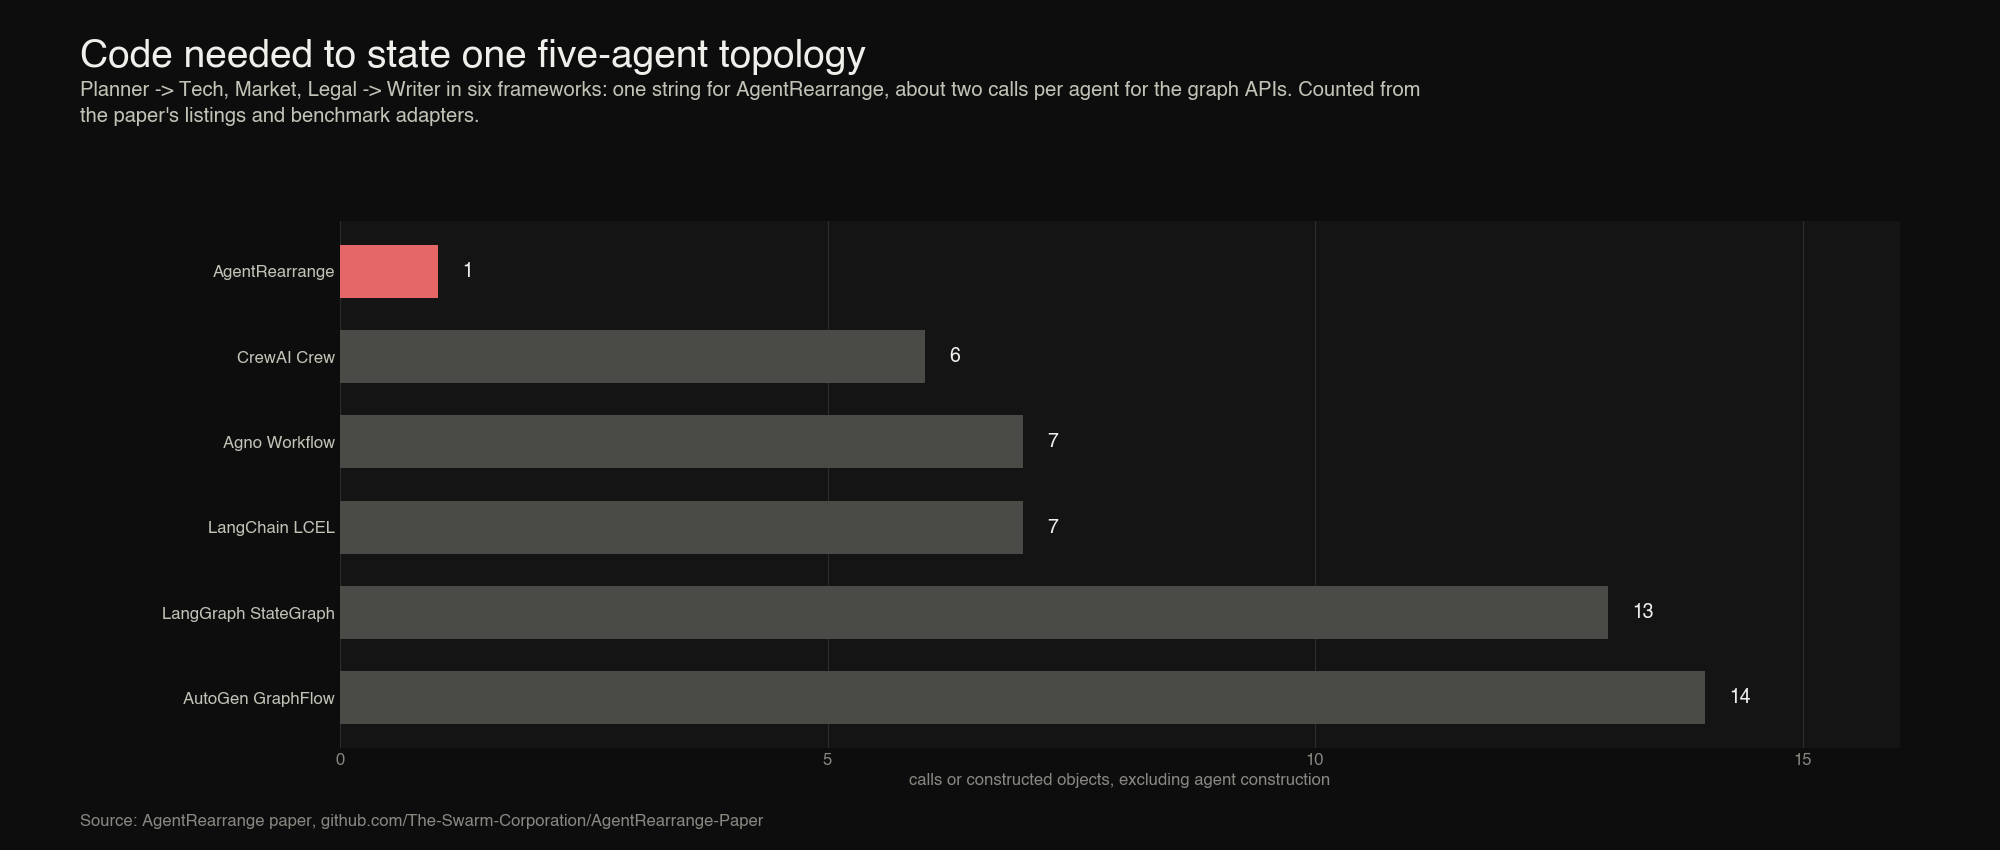 Code needed to state one five-agent topology
Planner -> Tech, Market, Legal -> Writer in six frameworks: one string for AgentRearrange, about two calls per agent for the graph APIs. Counted from
the paper's listings and benchmark adapters.
AgentRearrange 1
CrewAI Crew 6
Agno Workflow 7
LangChain LCEL 7
LangGraph StateGraph 13
AutoGen GraphFlow 14
0 5 10 15
calls or constructed objects, excluding agent construction
Source: AgentRearrange paper, github.com/The-Swarm-Corporation/AgentRearrange-Paper